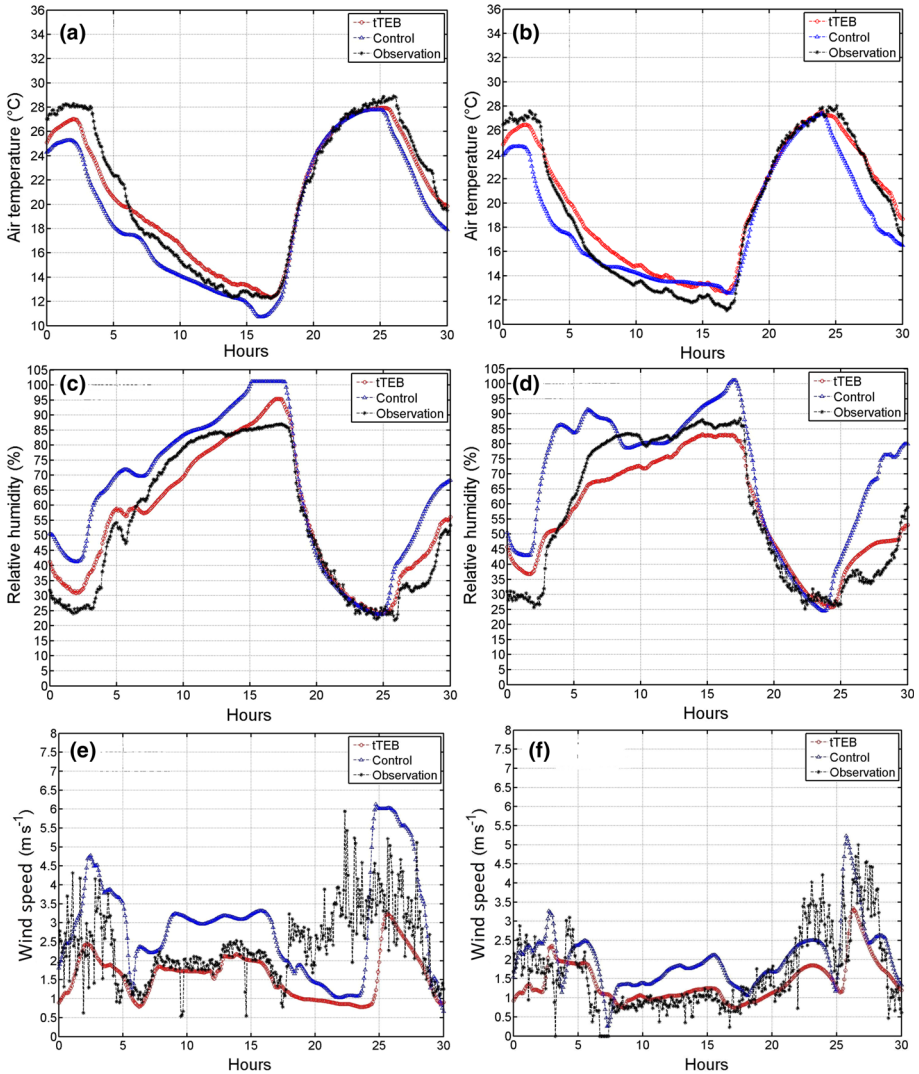 (a)
tTEB
Control
Observation
Air temperature (°C)
36
34
32
30
28
26
24
22
20
18
16
14
12
10
0 5 10 15 20 25 30
Hours
(b)
tTEB
Control
Observation
Air temperature (°C)
36
34
32
30
28
26
24
22
20
18
16
14
12
10
0 5 10 15 20 25 30
Hours
(c)
tTEB
Control
Observation
Relative humidity (%)
105
100
95
90
85
80
75
70
65
60
55
50
45
40
35
30
25
20
15
10
5
0
0 5 10 15 20 25 30
Hours
(d)
tTEB
Control
Observation
Relative humidity (%)
105
100
95
90
85
80
75
70
65
60
55
50
45
40
35
30
25
20
15
10
5
0
0 5 10 15 20 25 30
Hours
(e)
tTEB
Control
Observation
Wind speed (m s⁻¹)
8
7.5
7
6.5
6
5.5
5
4.5
4
3.5
3
2.5
2
1.5
1
0.5
0
0 5 10 15 20 25 30
Hours
(f)
tTEB
Control
Observation
Wind speed (m s⁻¹)
8
7.5
7
6.5
6
5.5
5
4.5
4
3.5
3
2.5
2
1.5
1
0.5
0
0 5 10 15 20 25 30
Hours